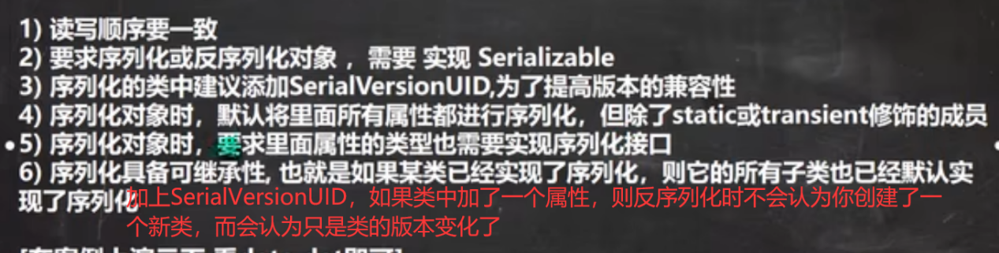 1) 读写顺序要一致
2) 要求序列化或反序列化对象 ，需要 实现 Serializable
3) 序列化的类中建议添加SerialVersionUID,为了提高版本的兼容性
4) 序列化对象时，默认将里面所有属性都进行序列化，但除了static或transient修饰的成员
5) 序列化对象时，要求里面属性的类型也需要实现序列化接口
6) 序列化具备可继承性, 也就是如果某类已经实现了序列化，则它的所有子类也已经默认实
现了序列化
加上SerialVersionUID，如果类中加了一个属性，则反序列化时不会认为你创建了一
个新类，而会认为只是类的版本变化了